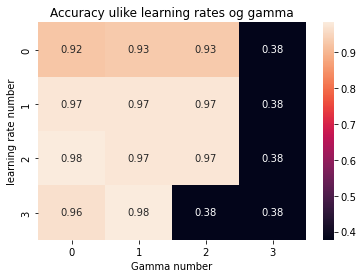 Accuracy ulike learning rates og gamma
0 0.92 0.93 0.93 0.38
1 0.97 0.97 0.97 0.38
2 0.98 0.97 0.97 0.38
3 0.96 0.98 0.38 0.38
0 1 2 3
Gamma number
learning rate number
0.9
0.8
0.7
0.6
0.5
0.4